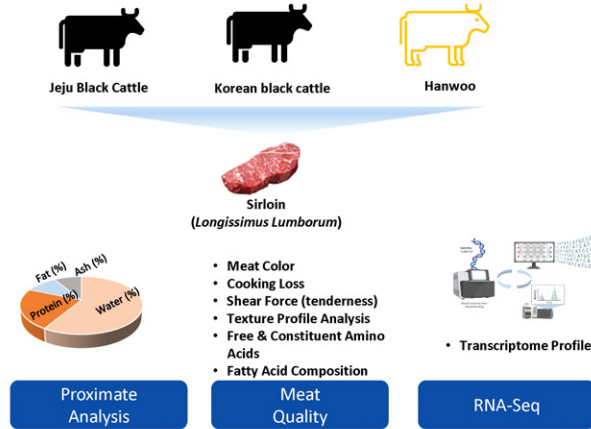 Jeju Black Cattle
Korean black cattle
Hanwoo
Sirloin
(Longissimus Lumborum)
Ash (%)
Fat (%)
Protein (%)
Water (%)
• Meat Color
• Cooking Loss
• Shear Force (tenderness)
• Texture Profile Analysis
• Free & Constituent Amino
Acids
• Fatty Acid Composition
• Transcriptome Profile
Proximate
Analysis
Meat
Quality
RNA-Seq